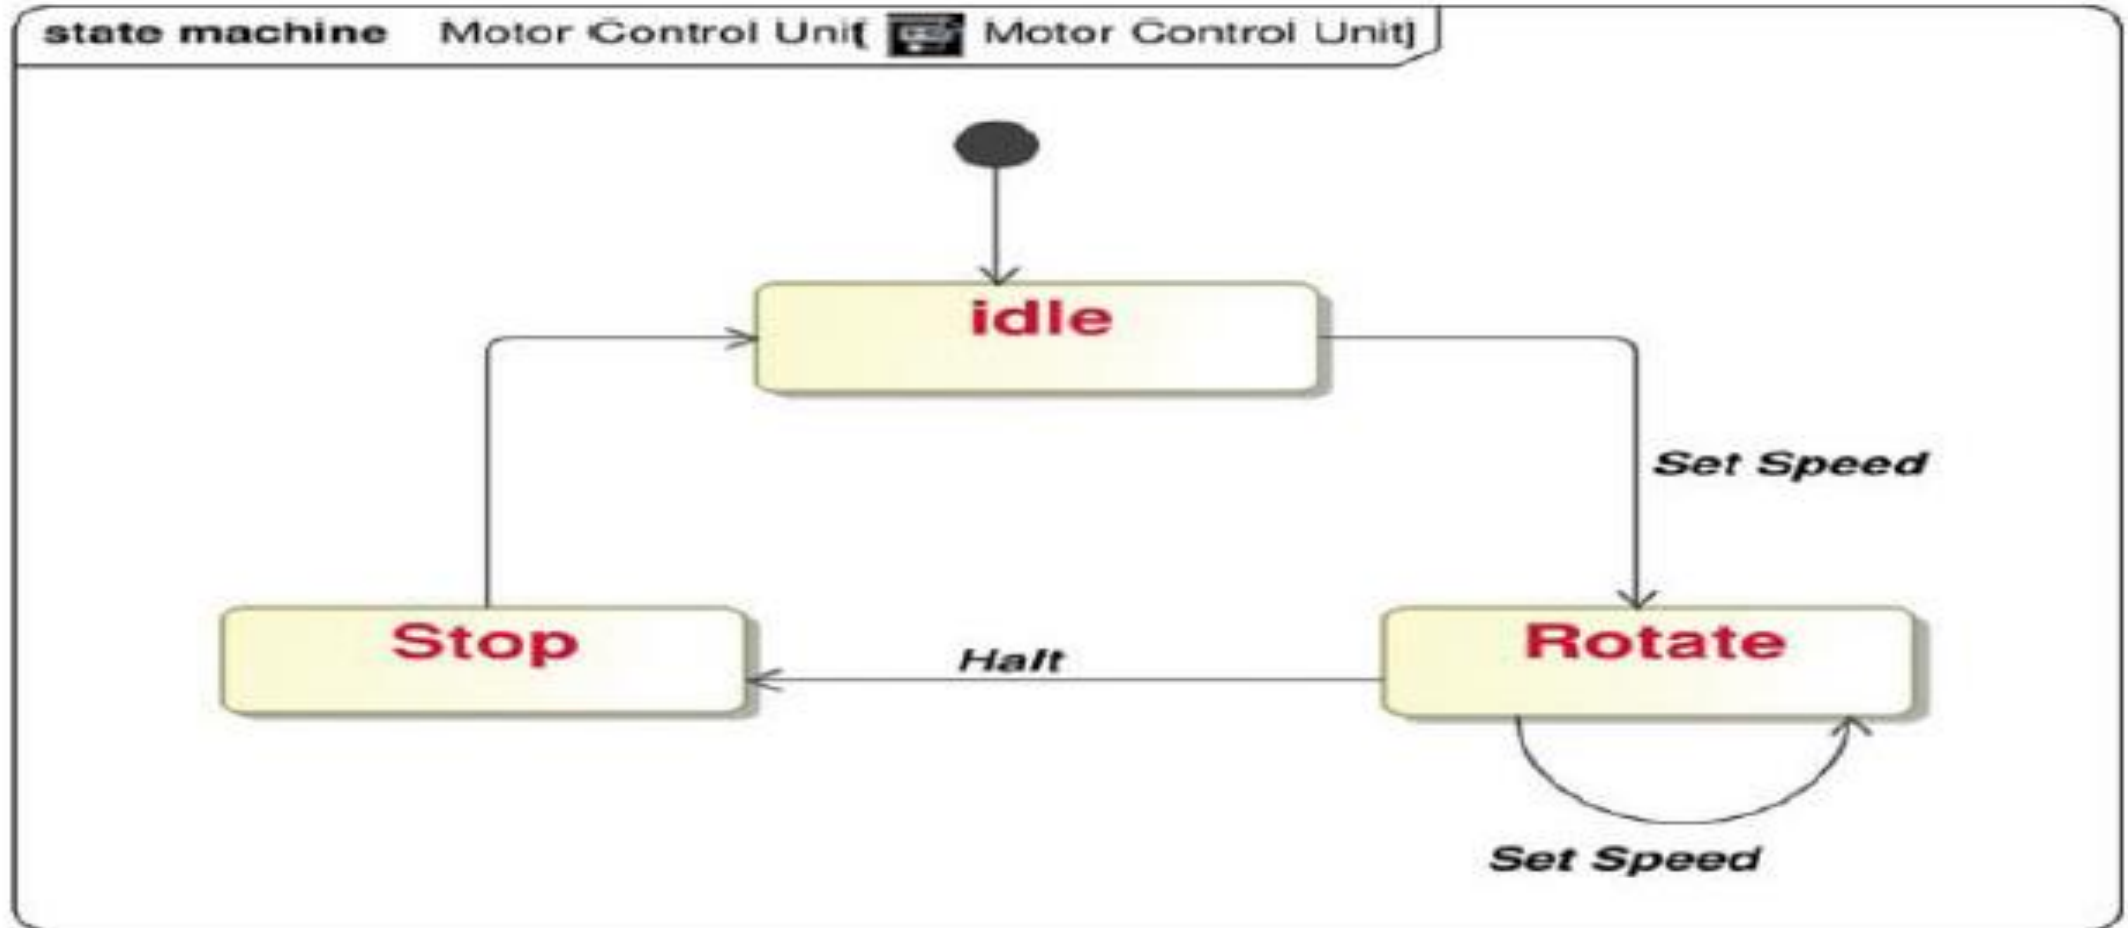 state machine Motor Control Unit[ Motor Control Unit]
idle
Set Speed
Stop
Halt
Rotate
Set Speed